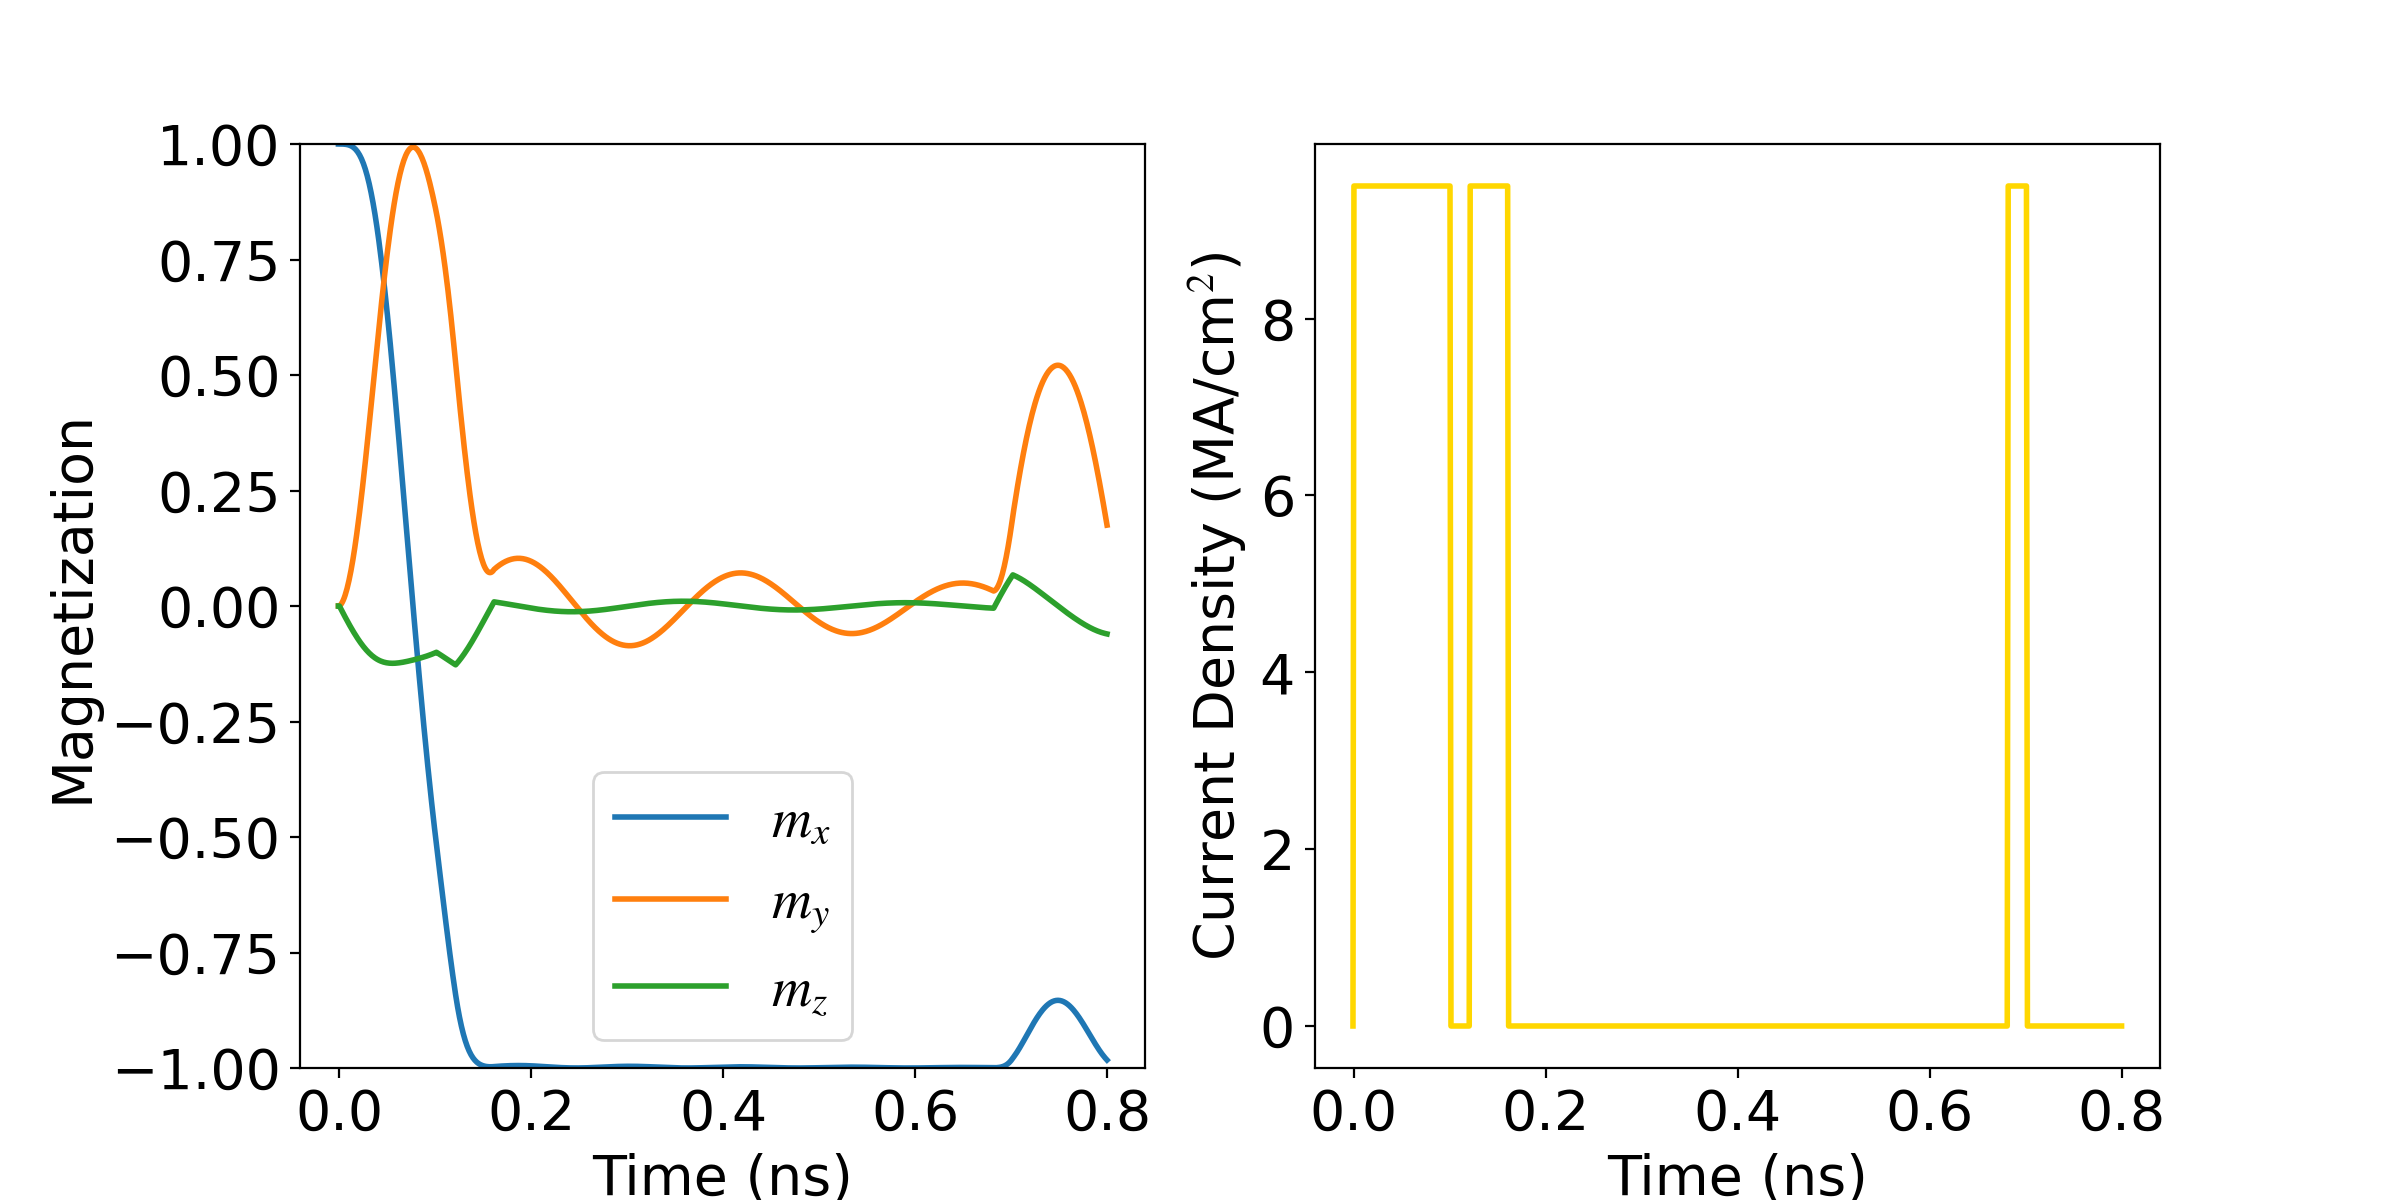 Magnetization
1.00
0.75
0.50
0.25
0.00
−0.25
−0.50
−0.75
−1.00
m_x
m_y
m_z
0.0 0.2 0.4 0.6 0.8
Time (ns)
Current Density (MA/cm²)
8
6
4
2
0
0.0 0.2 0.4 0.6 0.8
Time (ns)